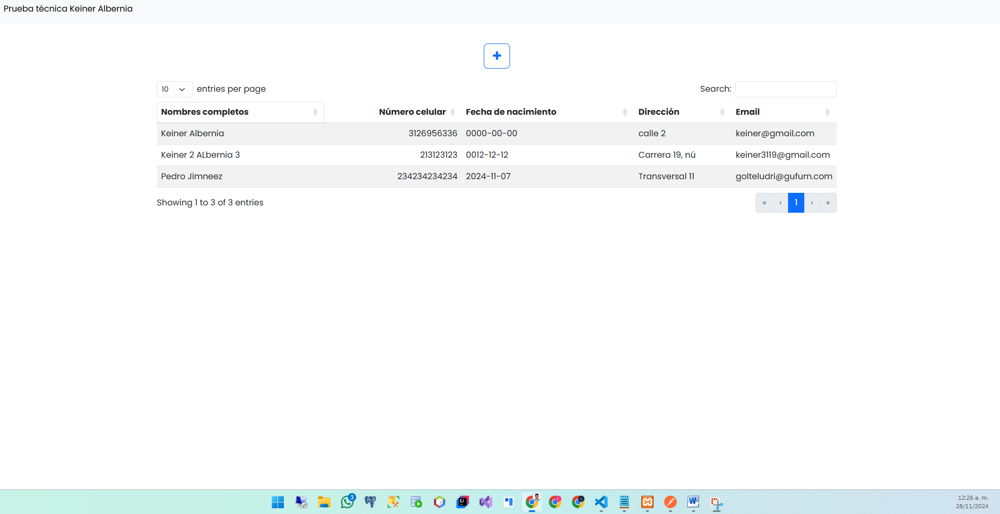 Prueba técnica Keiner Albernia
10 entries per page Search:
Nombres completos Número celular Fecha de nacimiento Dirección Email
Keiner Albernia 3126956336 0000-00-00 calle 2 keiner@gmail.com
Keiner 2 ALbernia 3 213123123 0012-12-12 Carrera 19, nú keiner3119@gmail.com
Pedro Jimneez 234234234234 2024-11-07 Transversal 11 golteludri@gufum.com
Showing 1 to 3 of 3 entries « ‹ 1 › »
3
12:26 a. m.
28/11/2024